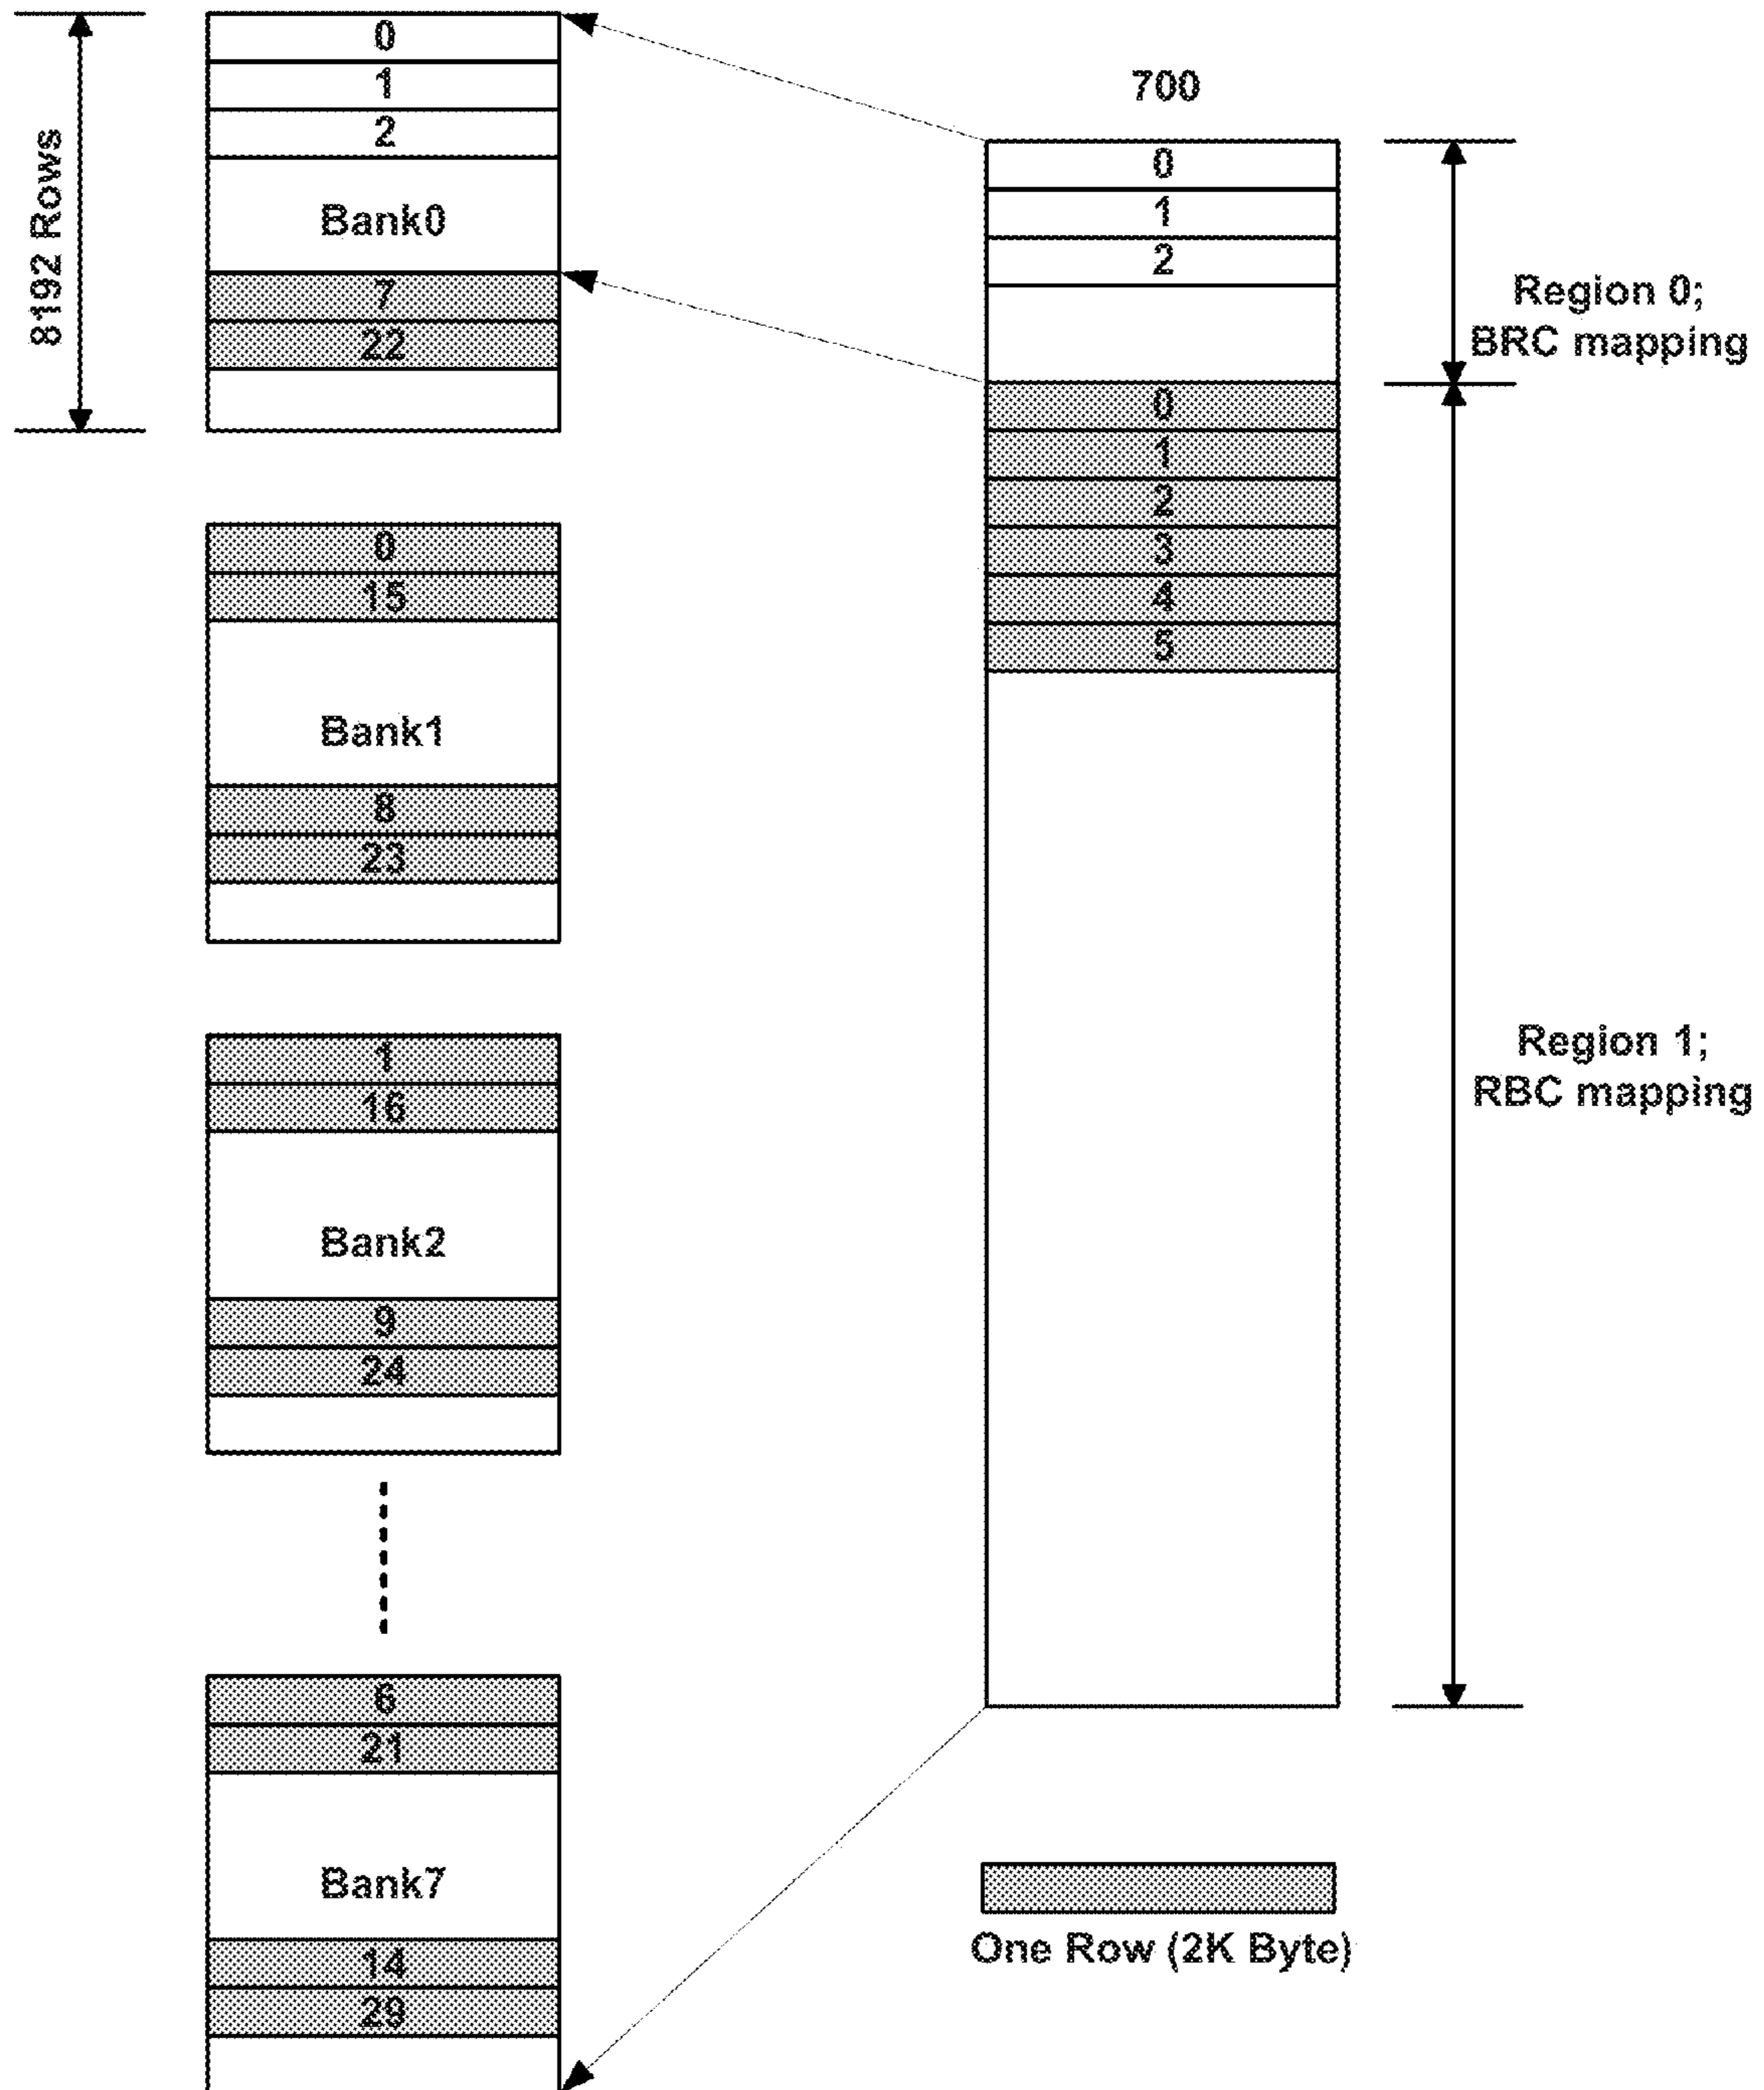 8192 Rows
0
1
2
Bank0
7
22
0
15
Bank1
8
23
1
16
Bank2
9
24
6
21
Bank7
14
29
700
0
1
2
0
1
2
3
4
5
Region 0;
BRC mapping
Region 1;
RBC mapping
One Row (2K Byte)